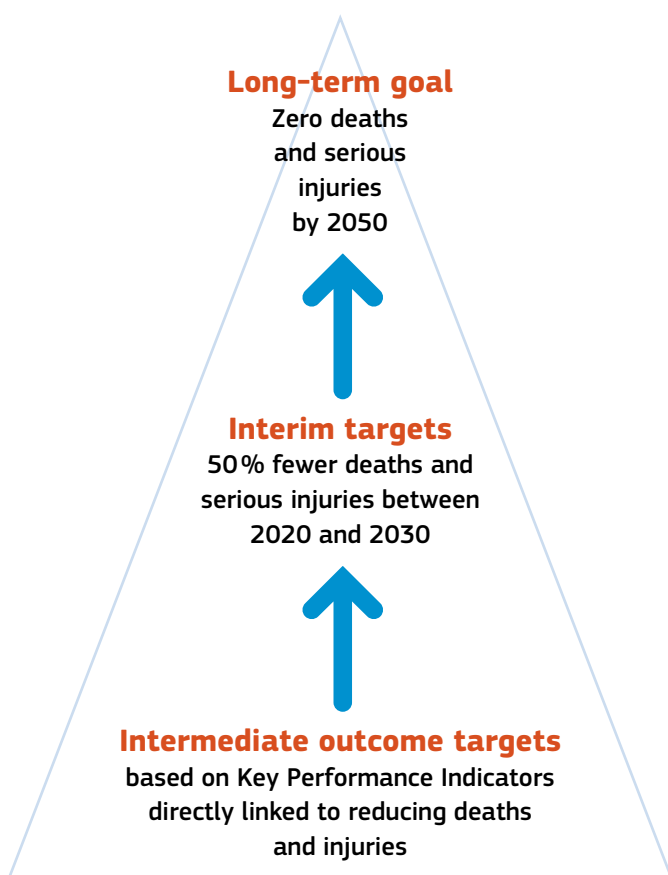 Long-term goal
Zero deaths
and serious
injuries
by 2050
Interim targets
50% fewer deaths and
serious injuries between
2020 and 2030
Intermediate outcome targets
based on Key Performance Indicators
directly linked to reducing deaths
and injuries